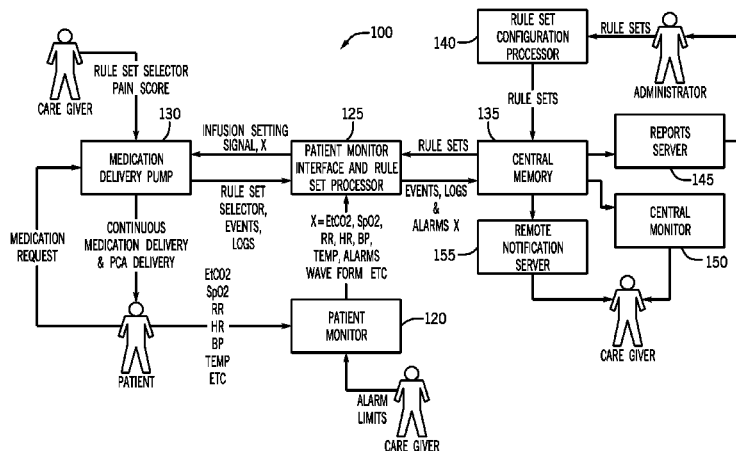 100
CARE GIVER
RULE SET SELECTOR
PAIN SCORE
130
MEDICATION
DELIVERY PUMP
INFUSION SETTING
SIGNAL, X
RULE SET
SELECTOR,
EVENTS,
LOGS
125
PATIENT MONITOR
INTERFACE AND RULE
SET PROCESSOR
RULE SETS
EVENTS, LOGS
&
ALARMS X
135
CENTRAL
MEMORY
140
RULE SET
CONFIGURATION
PROCESSOR
RULE SETS
RULE SETS
ADMINISTRATOR
REPORTS
SERVER
145
CENTRAL
MONITOR
150
155
REMOTE
NOTIFICATION
SERVER
CARE GIVER
MEDICATION
REQUEST
CONTINUOUS
MEDICATION DELIVERY
& PCA DELIVERY
PATIENT
EtCO2
SpO2
RR
HR
BP
TEMP
ETC
X=EtCO2, SpO2,
RR, HR, BP,
TEMP, ALARMS
WAVE FORM ETC
PATIENT
MONITOR
120
ALARM
LIMITS
CARE GIVER